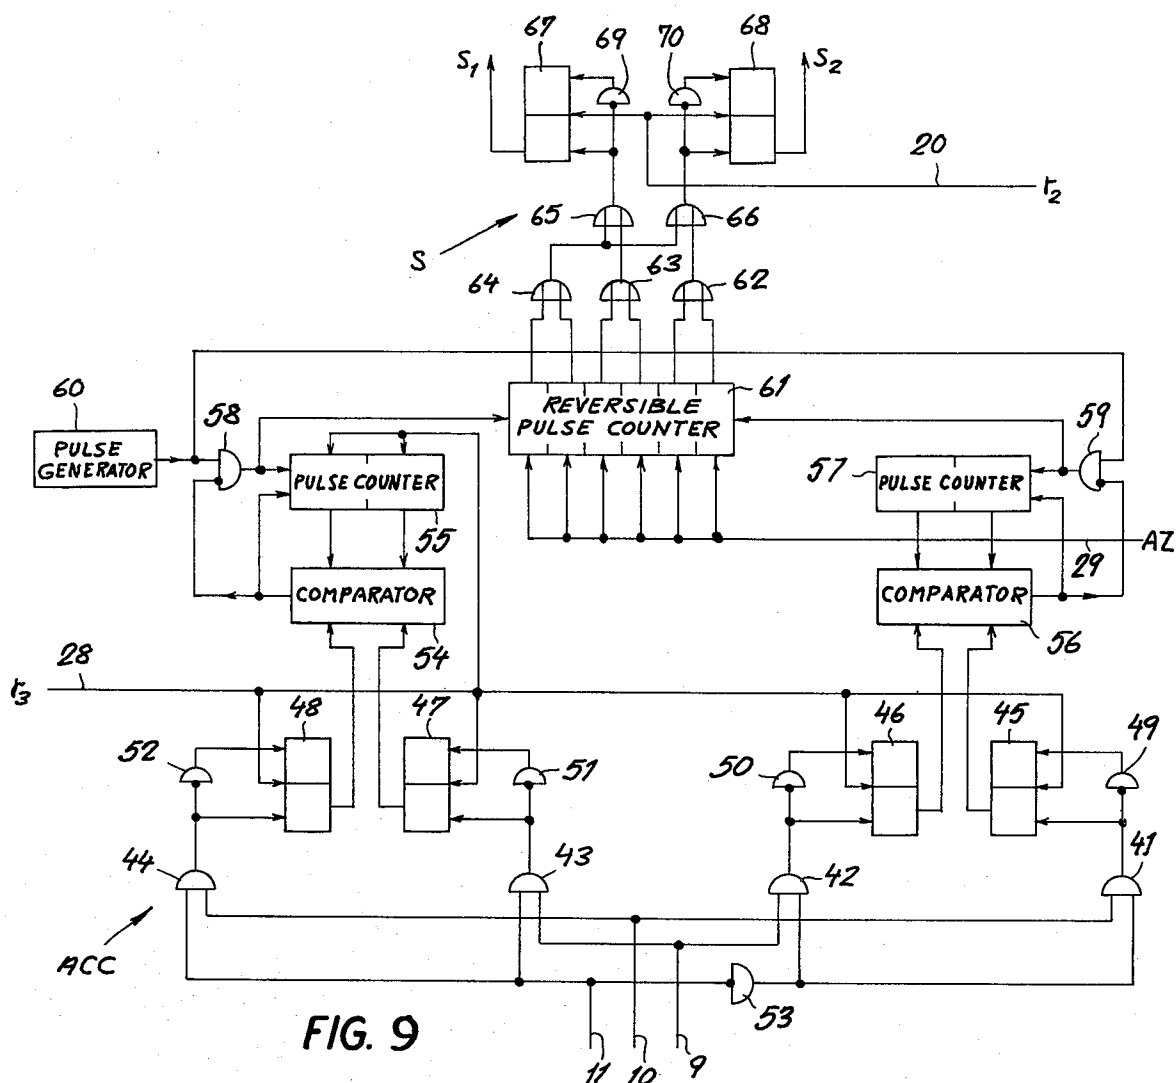 67 69 70 68
S1 S2
20
r2
65 66
S
64 63 62
60 58 61 59
PULSE GENERATOR
REVERSIBLE PULSE COUNTER
PULSE COUNTER
57 PULSE COUNTER
55
29 AZ
COMPARATOR
COMPARATOR
54 56
r3 28
48 47 46 45
52 51 50 49
44 43 42 41
ACC
53
FIG. 9
11 10 9